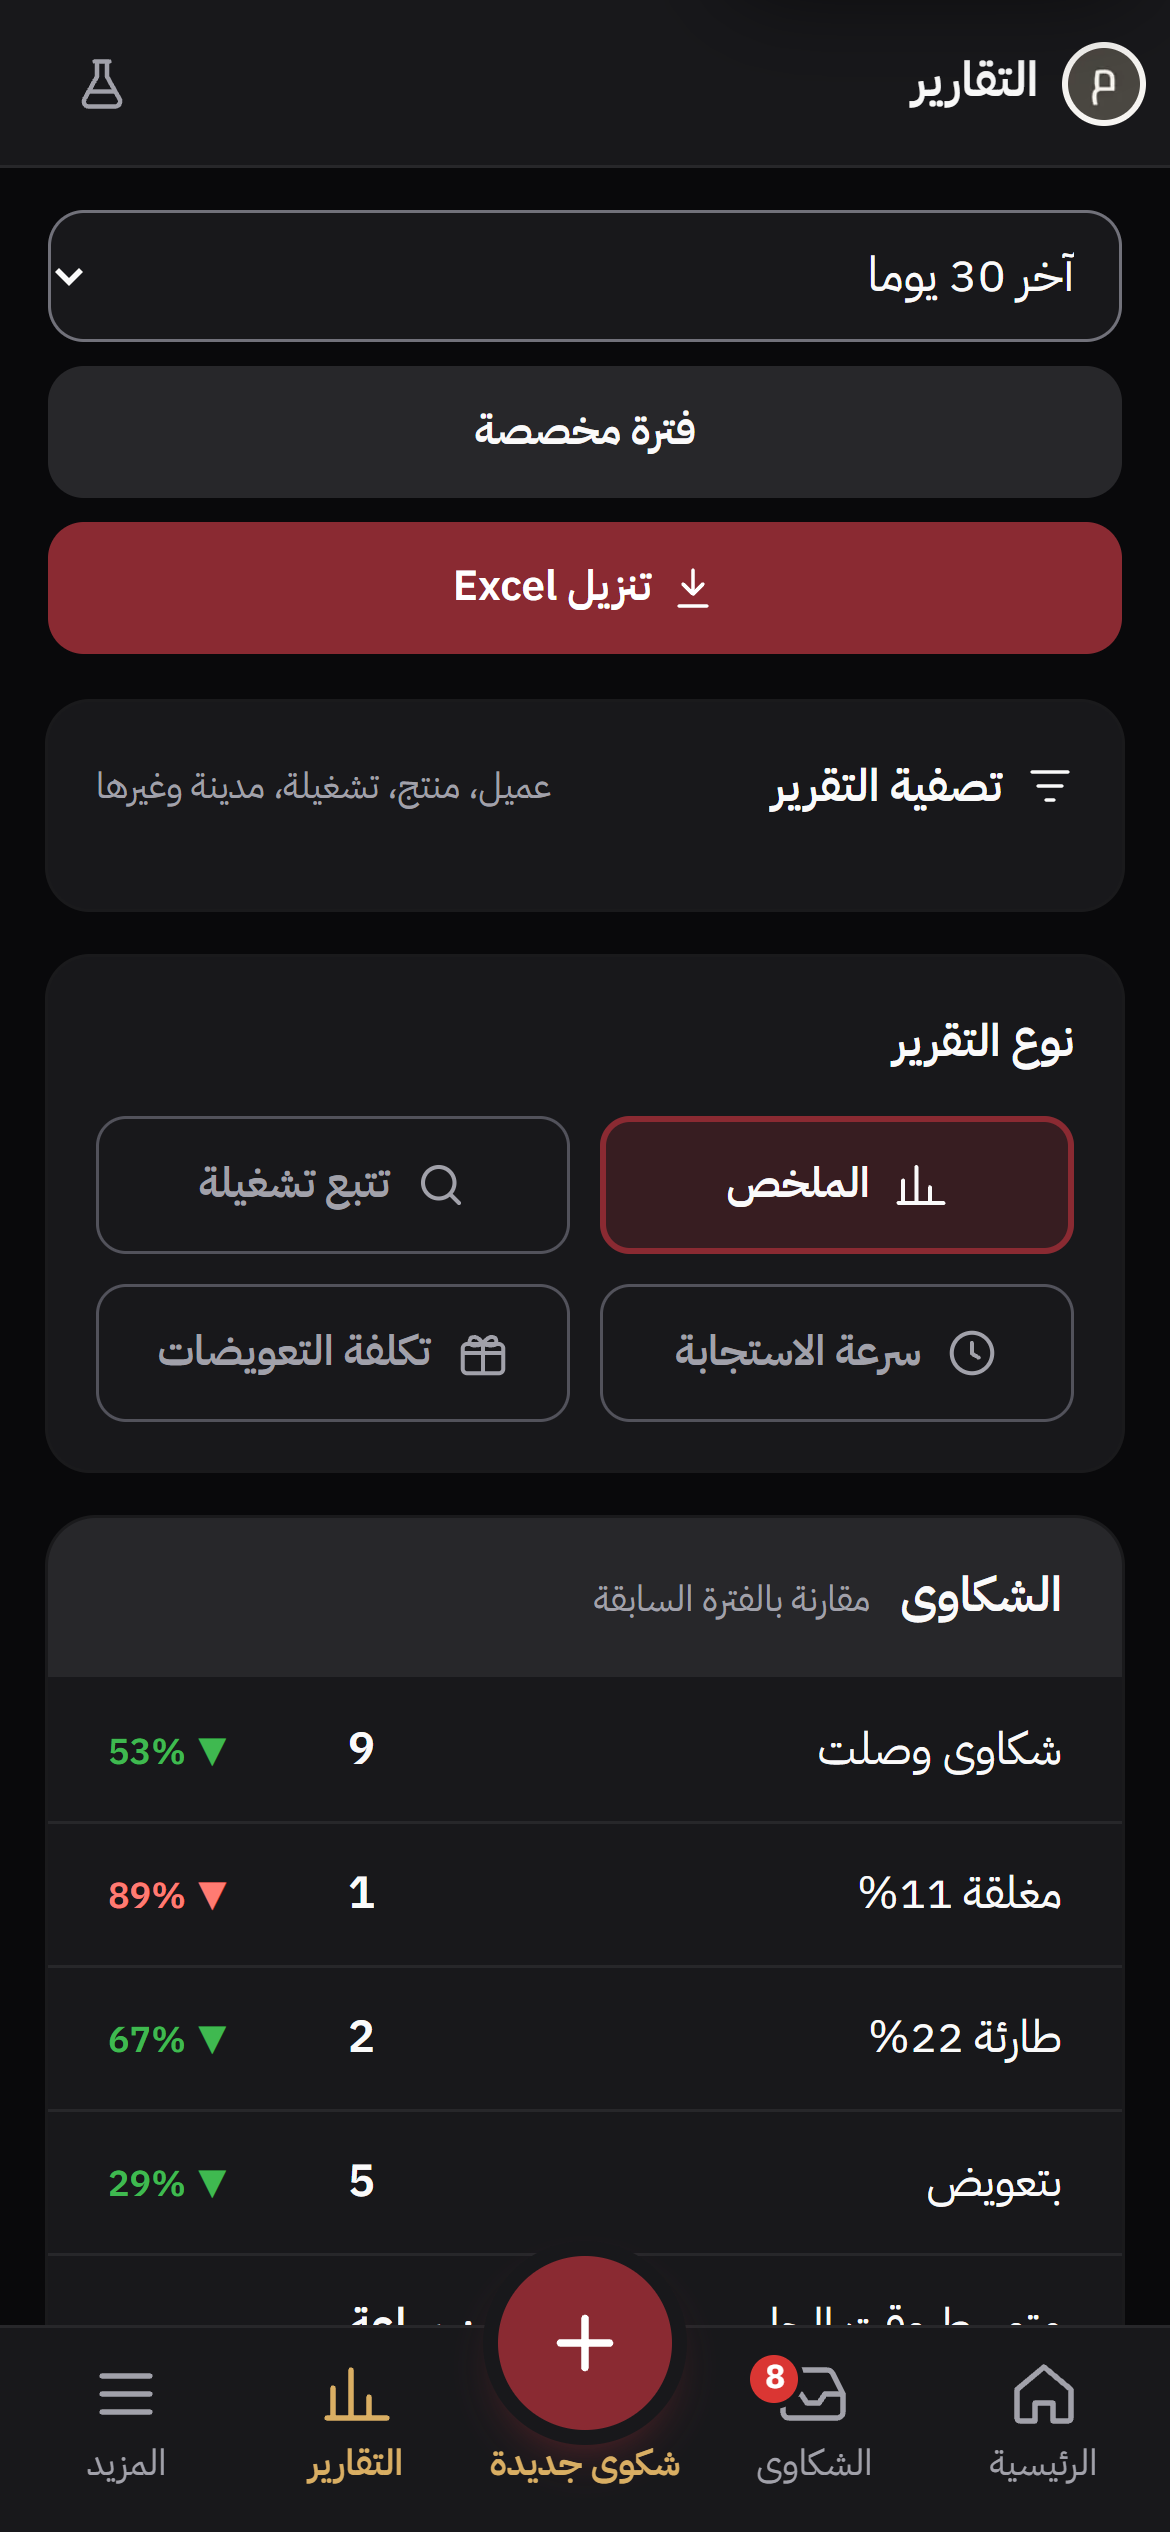 م
التقارير
آخر 30 يوما
فترة مخصصة
تنزيل Excel
تصفية التقرير
عميل، منتج، تشغيلة، مدينة وغيرها
نوع التقرير
الملخص
تتبع تشغيلة
سرعة الاستجابة
تكلفة التعويضات
الشكاوى مقارنة بالفترة السابقة
شكاوى وصلت 9 ▼ 53%
مغلقة 11% 1 ▼ 89%
طارئة 22% 2 ▼ 67%
بتعويض 5 ▼ 29%
الرئيسية
8
الشكاوى
شكوى جديدة
التقارير
المزيد